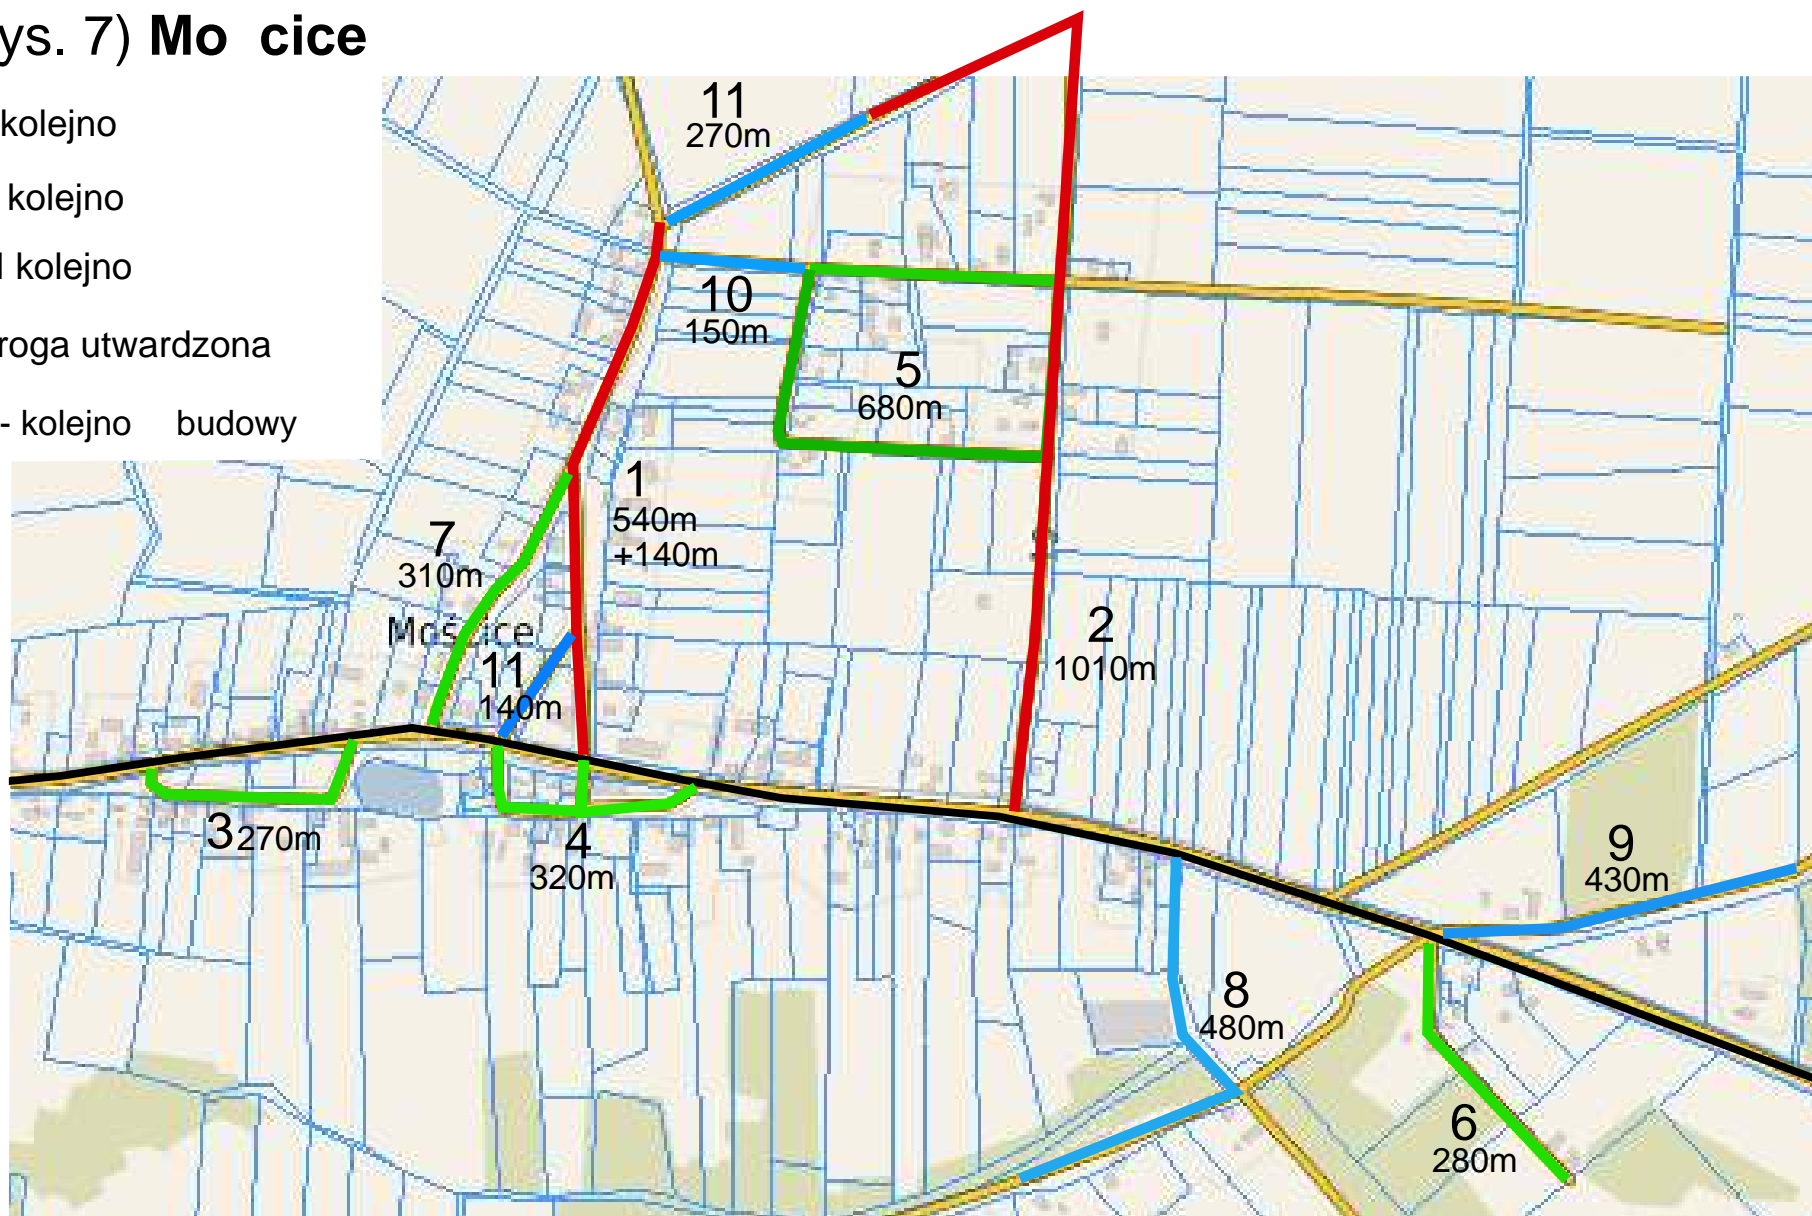 ys. 7) Mo cice
kolejno
kolejno
I kolejno
roga utwardzona
- kolejno budowy
11
270m
10
150m
5
680m
1
540m
+140m
7
310m
Mościce
11
140m
2
1010m
3 270m
4
320m
9
430m
8
480m
6
280m